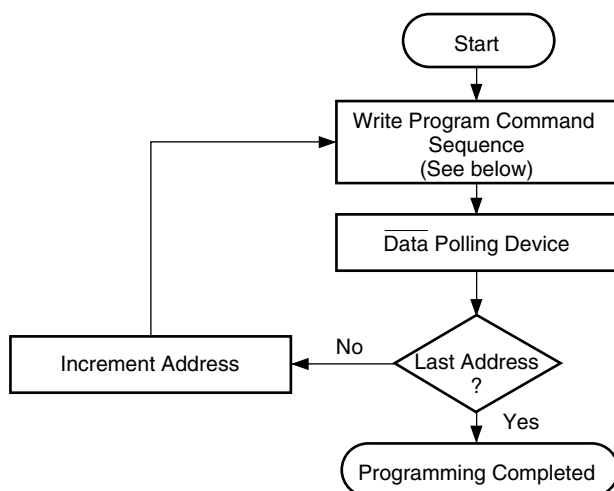 Start
Write Program Command
Sequence
(See below)
Data Polling Device
Increment Address
No
Last Address
?
Yes
Programming Completed